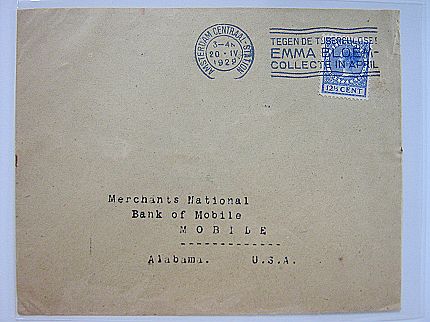 AMSTERDAM CENTRAAL STATION
3-4N
20·IV
1929
TEGEN DE TUBERCULOSE!
EMMA BLOEM-
COLLECTE IN APRIL
12½ CENT
Merchants National
Bank of Mobile
MOBILE
-------------
Alabama. U.S.A.